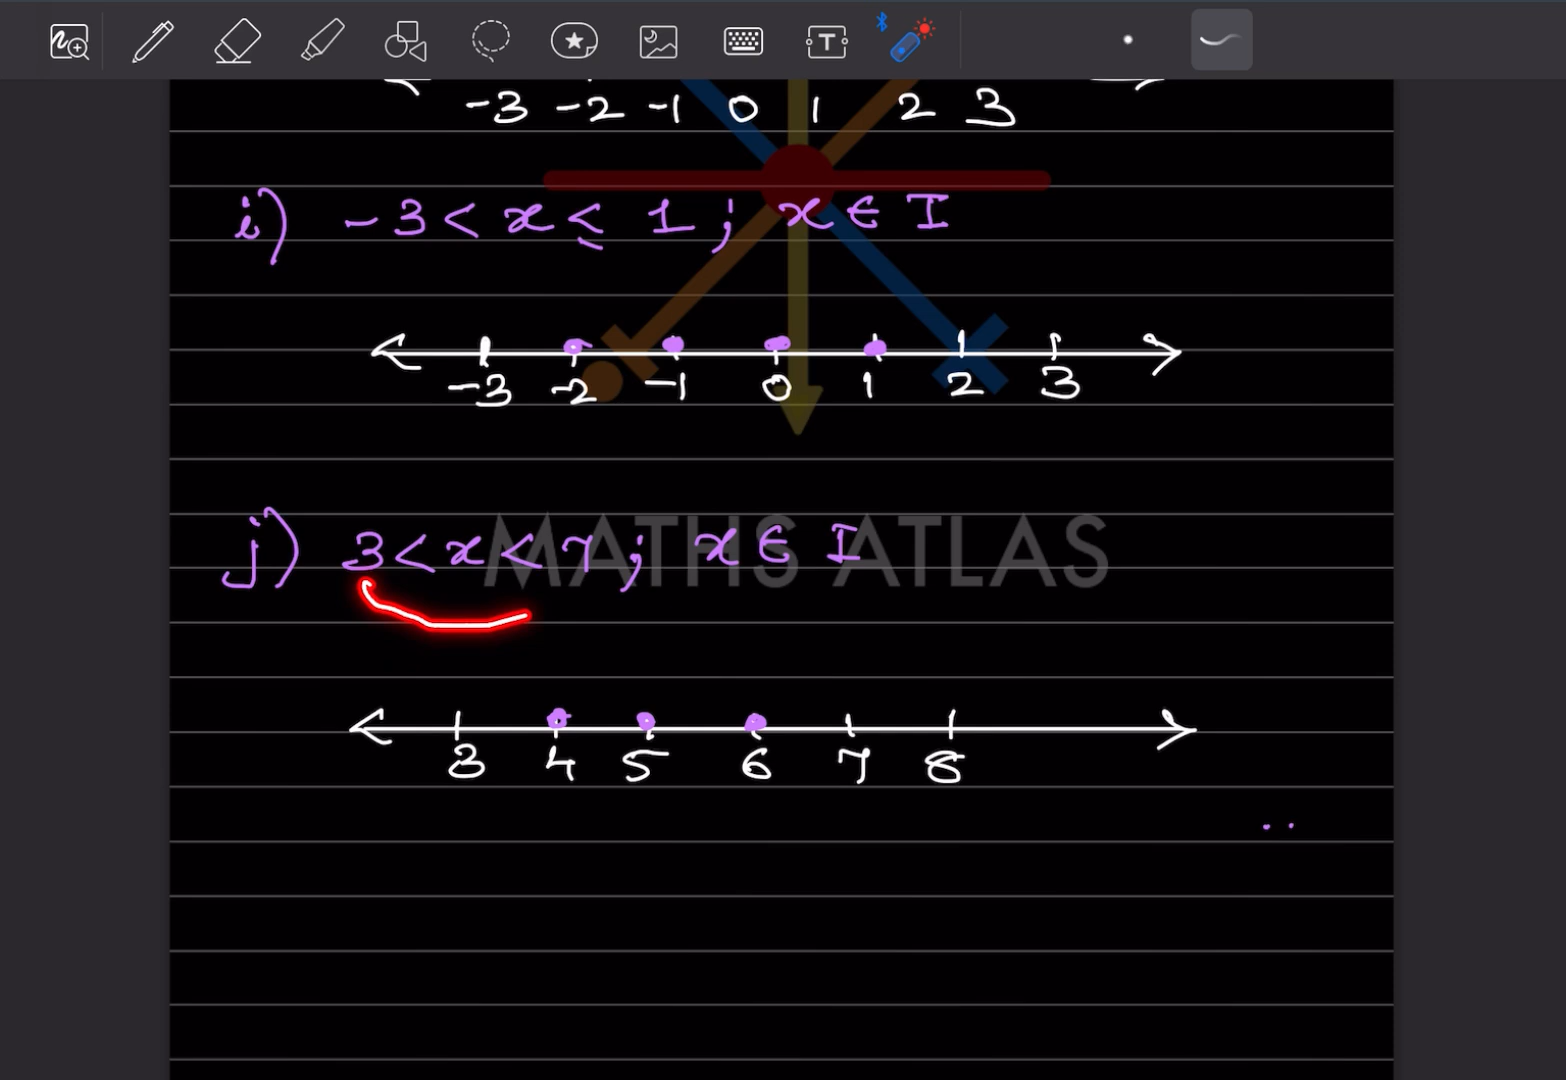 -3 -2 -1 0 1 2 3
i) -3 < x ≤ 1 ; x ∈ I
-3 -2 -1 0 1 2 3
j) 3 < x < 7 ; x ∈ I
MATHS ATLAS
3 4 5 6 7 8